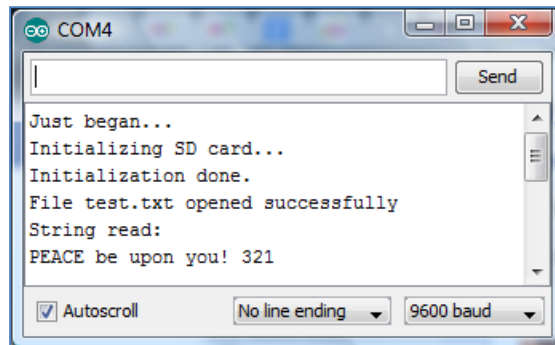 COM4
Send
Just began...
Initializing SD card...
Initialization done.
File test.txt opened successfully
String read:
PEACE be upon you! 321
Autoscroll
No line ending
9600 baud